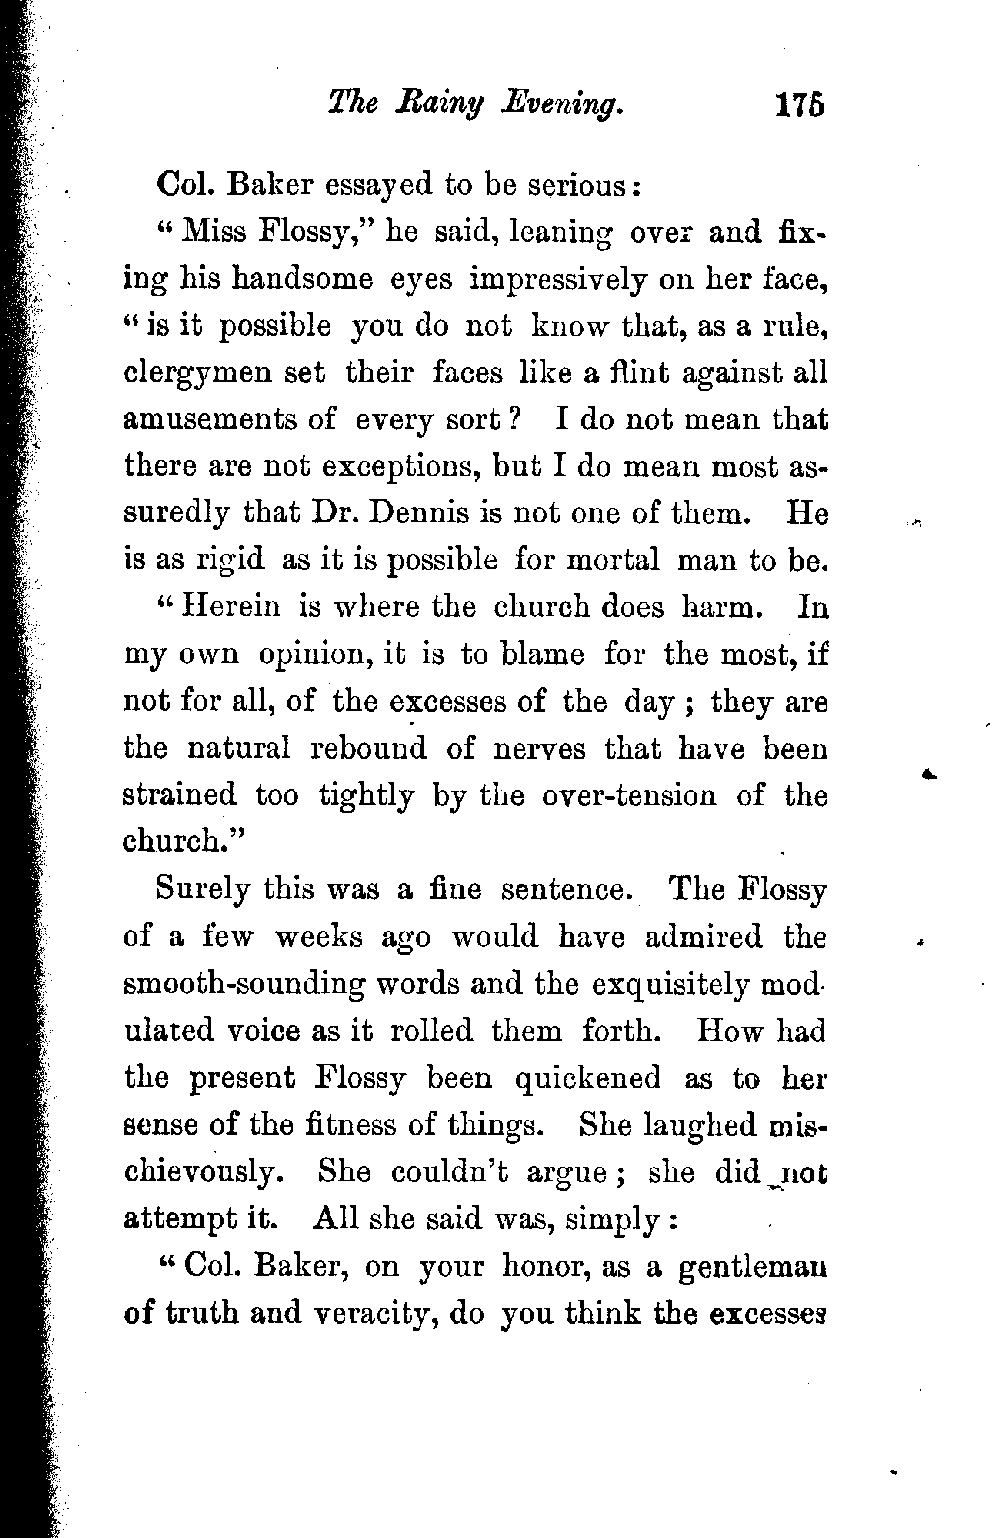 The Rainy Evening. 175
Col. Baker essayed to be serious:
“Miss Flossy,” he said, leaning over and fix-
ing his handsome eyes impressively on her face,
“is it possible you do not know that, as a rule,
clergymen set their faces like a flint against all
amusements of every sort? I do not mean that
there are not exceptions, but I do mean most as-
suredly that Dr. Dennis is not one of them. He
is as rigid as it is possible for mortal man to be.
“Herein is where the church does harm. In
my own opinion, it is to blame for the most, if
not for all, of the excesses of the day; they are
the natural rebound of nerves that have been
strained too tightly by the over-tension of the
church.”
Surely this was a fine sentence. The Flossy
of a few weeks ago would have admired the
smooth-sounding words and the exquisitely mod-
ulated voice as it rolled them forth. How had
the present Flossy been quickened as to her
sense of the fitness of things. She laughed mis-
chievously. She couldn’t argue; she did not
attempt it. All she said was, simply:
“Col. Baker, on your honor, as a gentleman
of truth and veracity, do you think the excesses